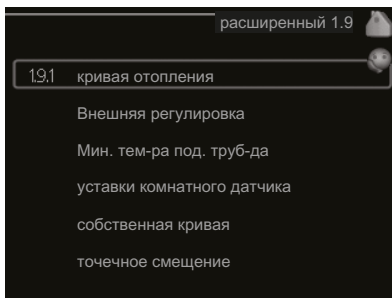 расширенный 1.9
1.9.1 кривая отопления
Внешняя регулировка
Мин. тем-ра под. труб-да
уставки комнатного датчика
собственная кривая
точечное смещение